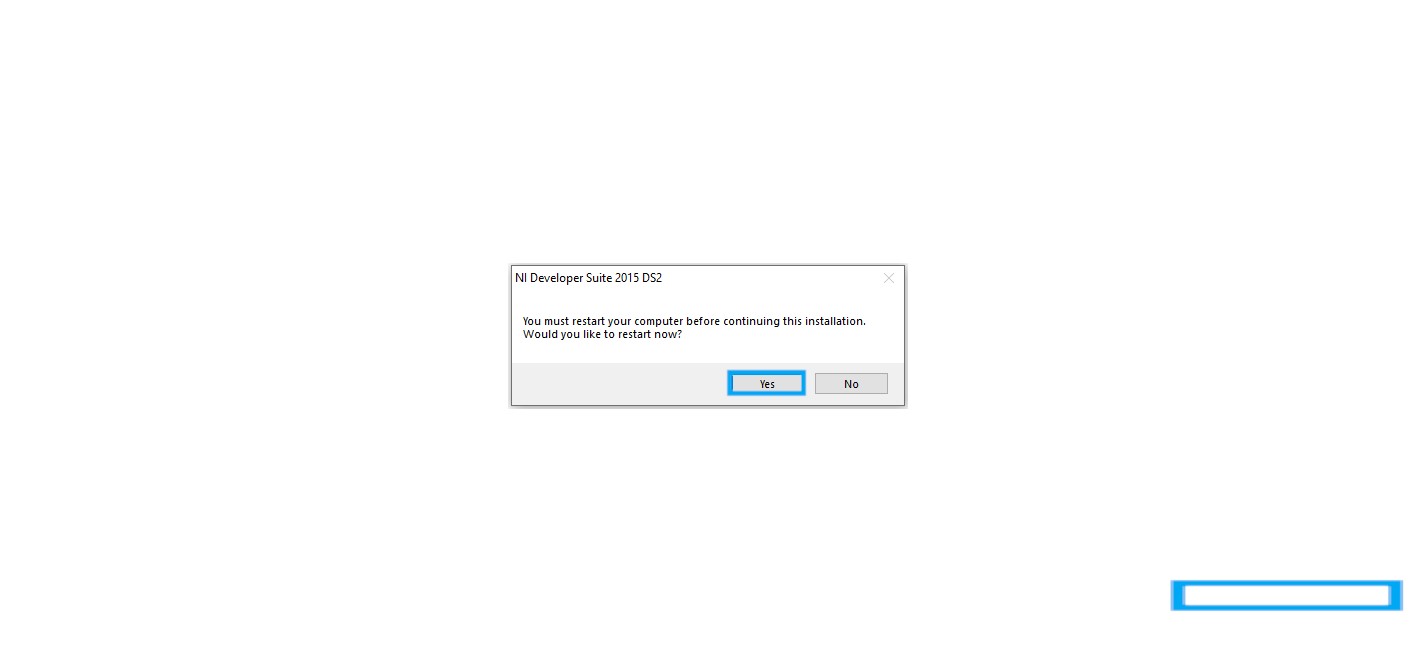 NI Developer Suite 2015 DS2
You must restart your computer before continuing this installation.
Would you like to restart now?
Yes
No